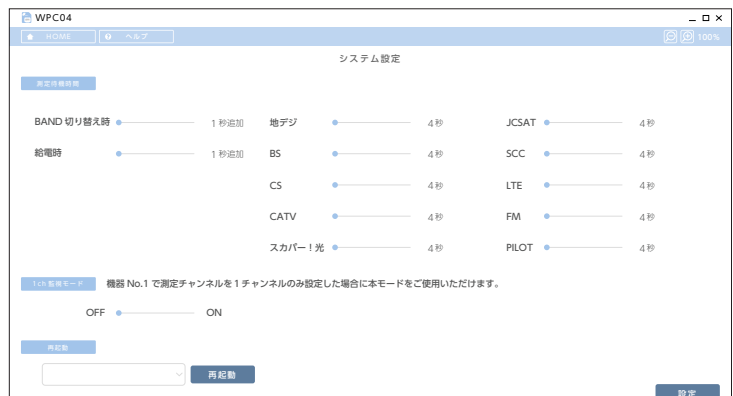 WPC04
HOME ヘルプ 100%
システム設定
測定待機時間
BAND 切り替え時 1 秒追加 地デジ 4 秒 JCSAT 4 秒
給電時 1 秒追加 BS 4 秒 SCC 4 秒
CS 4 秒 LTE 4 秒
CATV 4 秒 FM 4 秒
スカパー！光 4 秒 PILOT 4 秒
1ch 監視モード 機器 No.1 で測定チャンネルを 1 チャンネルのみ設定した場合に本モードをご使用いただけます。
OFF ON
再起動
再起動
設定